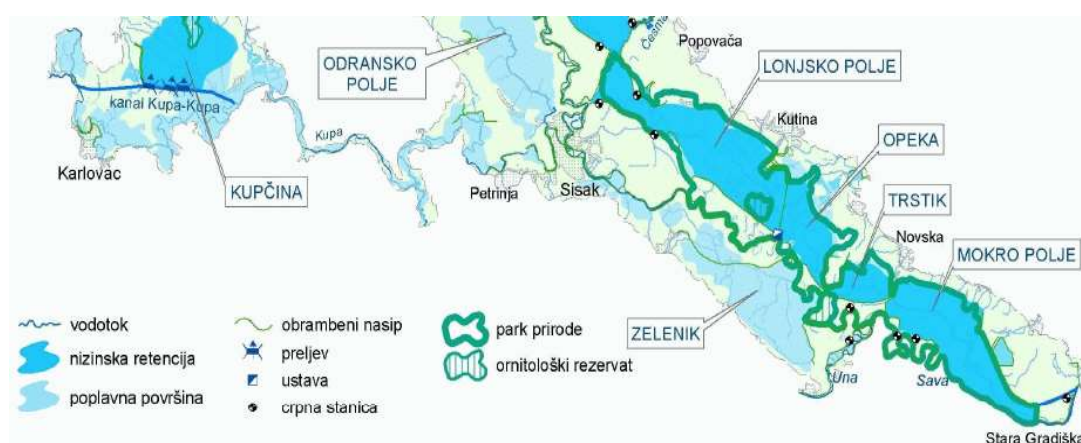 Česma
Popovača
ODRANSKO
POLJE
LONJSKO POLJE
kanal Kupa-Kupa
Kupa
Kutina
OPEKA
Karlovac
KUPČINA
Petrinja
Sisak
TRSTIK
Novska
MOKRO POLJE
ZELENIK
Una
Sava
Stara Gradiška
vodotok
nizinska retencija
poplavna površina
obrambeni nasip
preljev
ustava
crpna stanica
park prirode
ornitološki rezervat